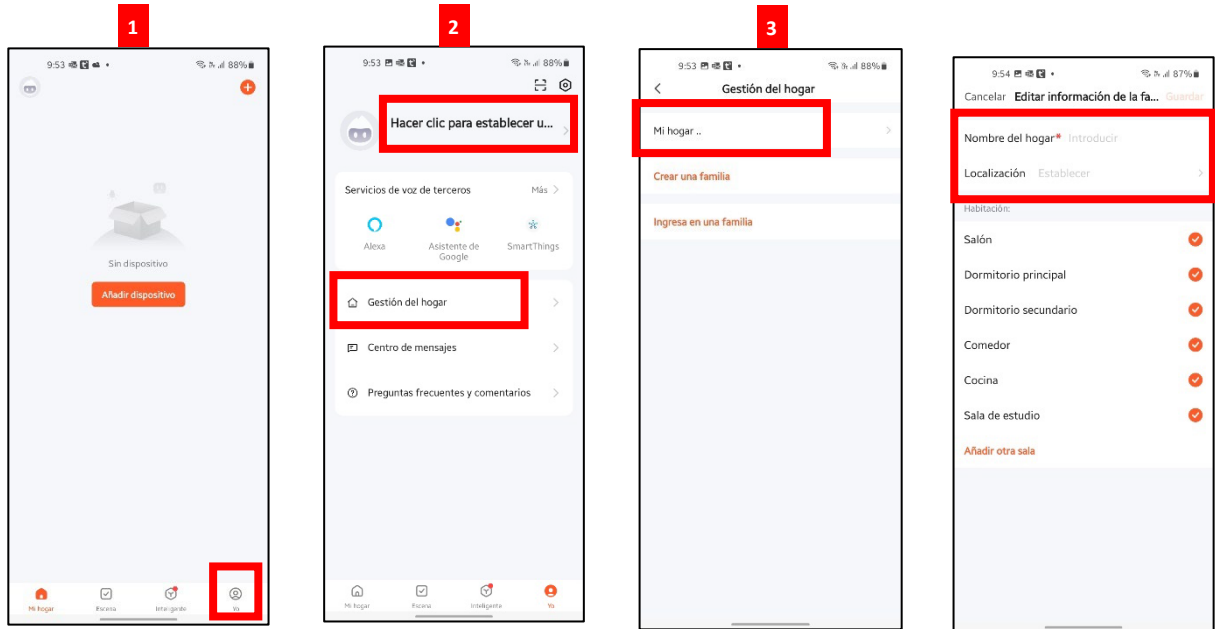 1
9:53
88%
Sin dispositivo
Añadir dispositivo
Mi hogar
Escena
Inteligente
Yo
2
9:53
88%
Hacer clic para establecer u...
Servicios de voz de terceros
Más
Alexa
Asistente de
Google
SmartThings
Gestión del hogar
Centro de mensajes
Preguntas frecuentes y comentarios
Mi hogar
Escena
Inteligente
Yo
3
9:53
88%
Gestión del hogar
Mi hogar ..
Crear una familia
Ingresa en una familia
9:54
87%
Cancelar Editar información de la fa... Guardar
Nombre del hogar* Introducir
Localización Establecer
Habitación:
Salón
Dormitorio principal
Dormitorio secundario
Comedor
Cocina
Sala de estudio
Añadir otra sala